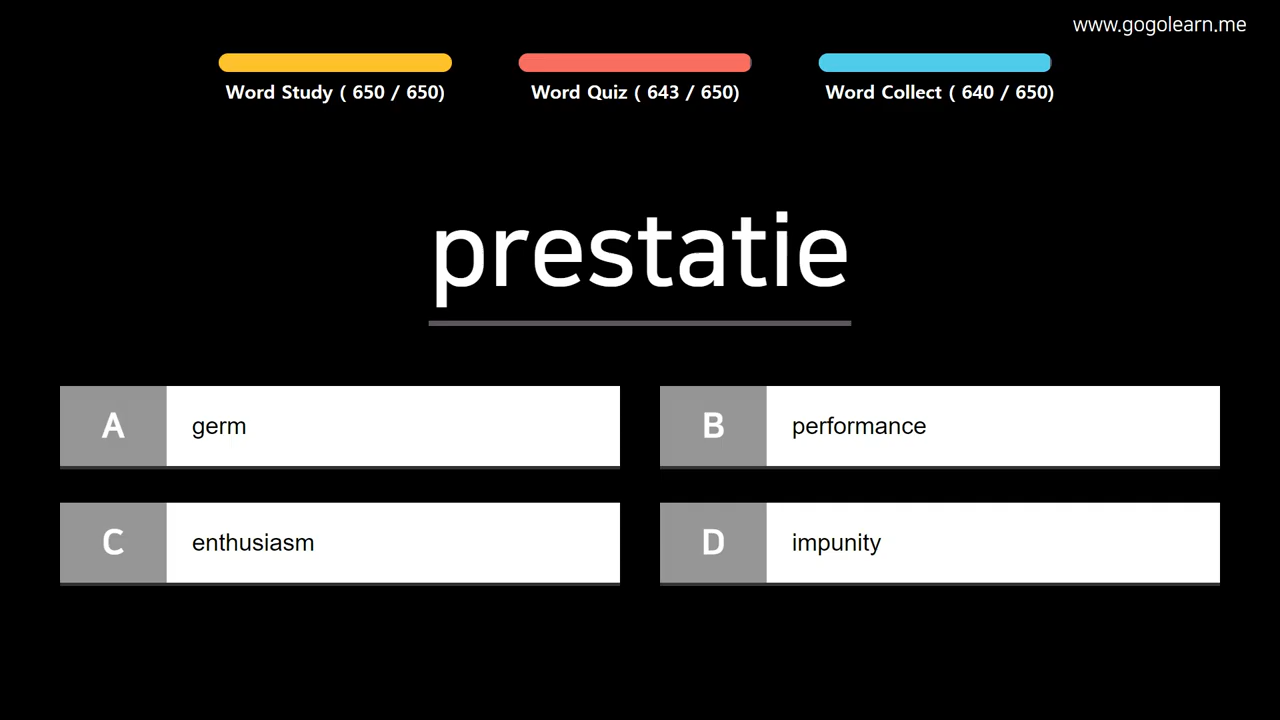 www.gogolearn.me
Word Study ( 650 / 650)
Word Quiz ( 643 / 650)
Word Collect ( 640 / 650)
prestatie
A germ
B performance
C enthusiasm
D impunity